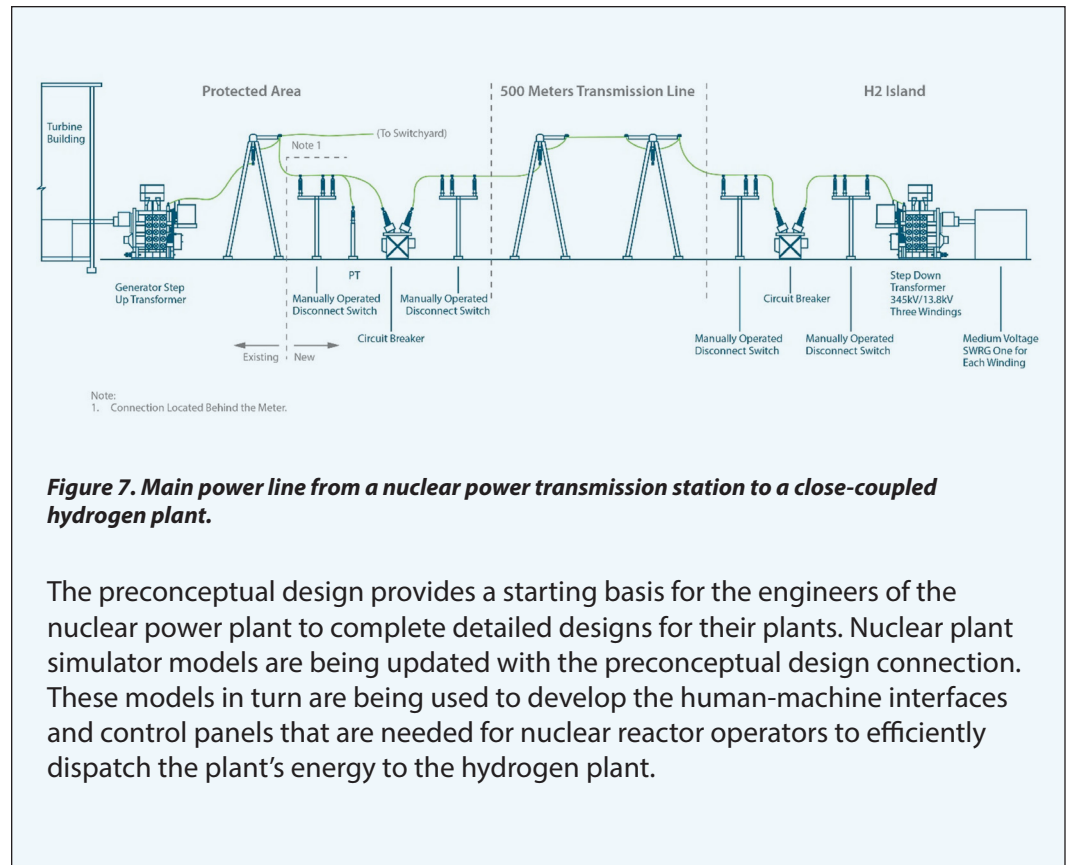 Protected Area
500 Meters Transmission Line
H2 Island
Turbine
Building
(To Switchyard)
Note 1
PT
Generator Step
Up Transformer
Manually Operated
Disconnect Switch
Manually Operated
Disconnect Switch
Circuit Breaker
Existing
New
Circuit Breaker
Step Down
Transformer
345kV/13.8kV
Three Windings
Manually Operated
Disconnect Switch
Manually Operated
Disconnect Switch
Medium Voltage
SWRG One for
Each Winding
Note:
1. Connection Located Behind the Meter.
Figure 7. Main power line from a nuclear power transmission station to a close-coupled
hydrogen plant.
The preconceptual design provides a starting basis for the engineers of the
nuclear power plant to complete detailed designs for their plants. Nuclear plant
simulator models are being updated with the preconceptual design connection.
These models in turn are being used to develop the human-machine interfaces
and control panels that are needed for nuclear reactor operators to efficiently
dispatch the plant’s energy to the hydrogen plant.